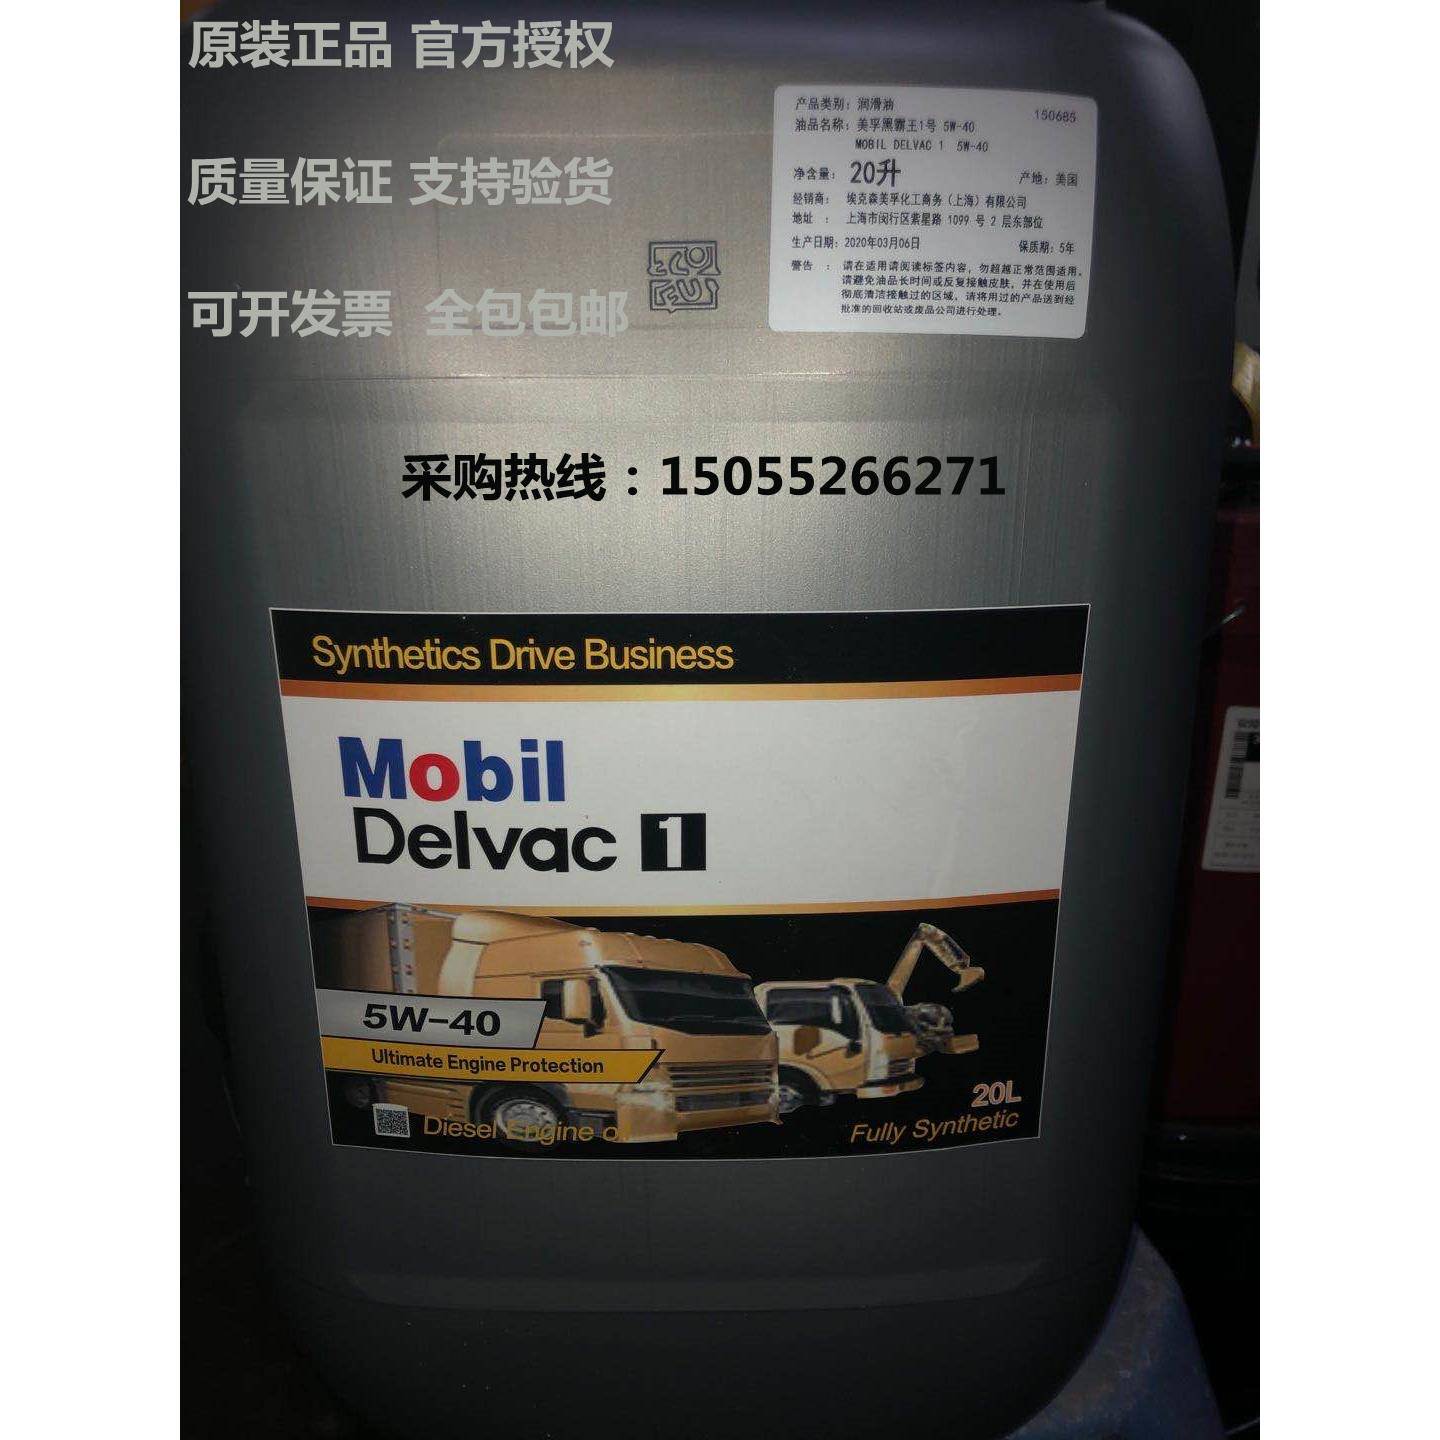 原装正品 官方授权
质量保证 支持验货
可开发票 全包包邮
产品类别：润滑油
150685
油品名称：美孚黑霸王1号 5W-40
MOBIL DELVAC 1 5W-40
净含量：20升
产地：美国
经销商：埃克森美孚化工商务（上海）有限公司
地址：上海市闵行区紫星路 1099 号 2 层东部位
生产日期：2020年03月06日
保质期：5年
警告：请在适用请阅读标签内容，勿超越正常范围适用。
请避免油品长时间或反复接触皮肤，并在使用后
彻底清洁接触过的区域，请将用过的产品送到经
批准的回收站或废品公司进行处理。
采购热线：15055266271
Synthetics Drive Business
Mobil
Delvac 1
5W-40
Ultimate Engine Protection
20L
Diesel Engine oil
Fully Synthetic